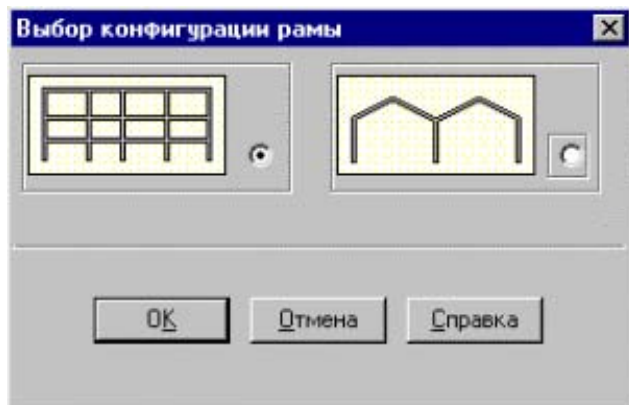 Выбор конфигурации рамы
OK
Отмена
Справка